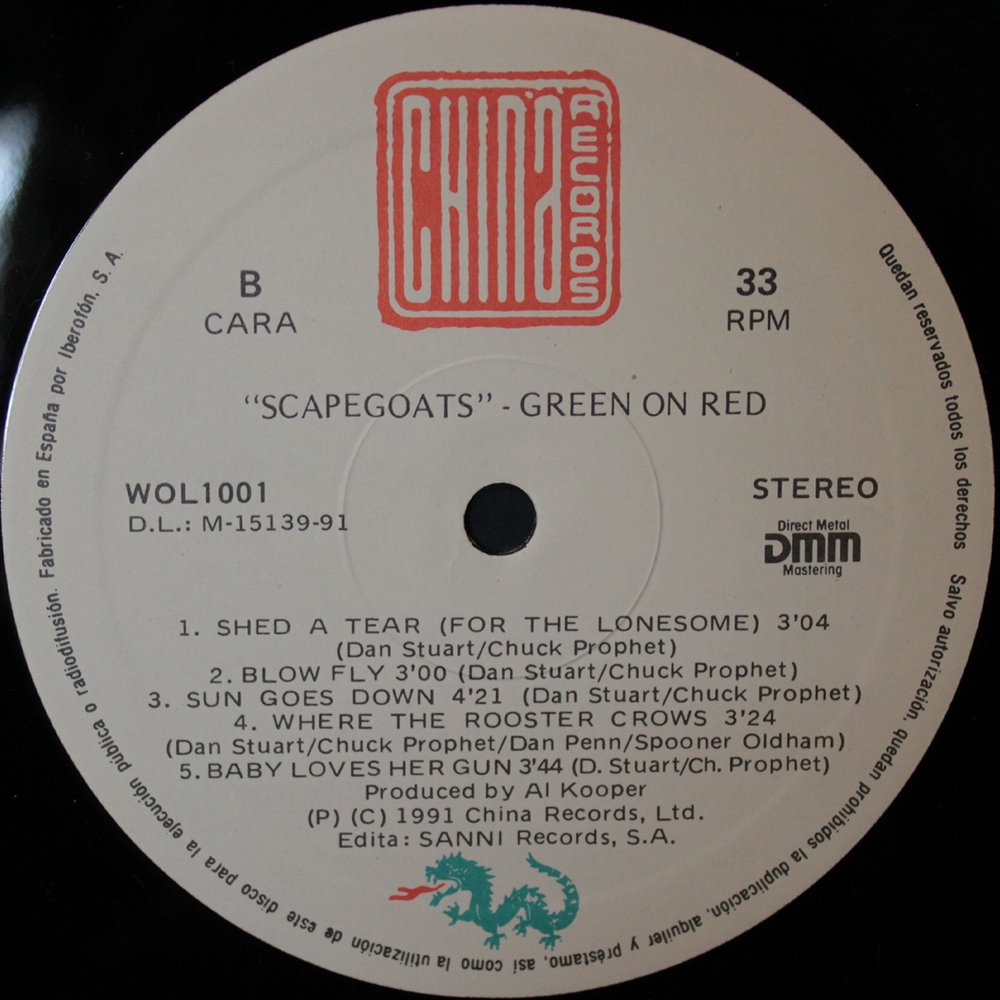 CHINA RECORDS
B
CARA
33
RPM
“SCAPEGOATS” - GREEN ON RED
WOL1001
D.L.: M-15139-91
STEREO
Direct Metal
DMM
Mastering
1. SHED A TEAR (FOR THE LONESOME) 3’04
(Dan Stuart/Chuck Prophet)
2. BLOW FLY 3’00 (Dan Stuart/Chuck Prophet)
3. SUN GOES DOWN 4’21 (Dan Stuart/Chuck Prophet)
4. WHERE THE ROOSTER CROWS 3’24
(Dan Stuart/Chuck Prophet/Dan Penn/Spooner Oldham)
5. BABY LOVES HER GUN 3’44 (D. Stuart/Ch. Prophet)
Produced by Al Kooper
(P) (C) 1991 China Records, Ltd.
Edita: SANNI Records, S.A.
Quedan reservados todos los derechos Salvo autorización, quedan prohibidos la duplicación, alquiler y préstamo, así como la utilización de este disco para la ejecución pública o radiodifusión. Fabricado en España por Iberofón, S. A.